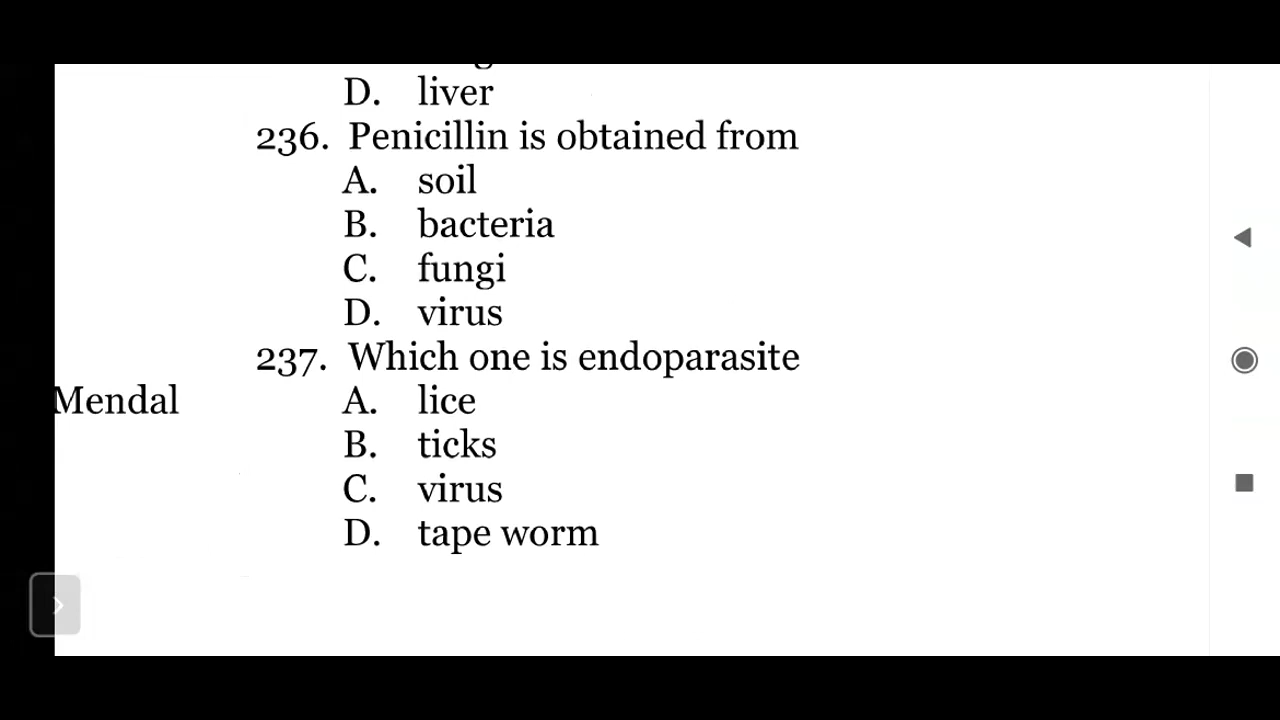 D. liver
236. Penicillin is obtained from
A. soil
B. bacteria
C. fungi
D. virus
237. Which one is endoparasite
Mendal
A. lice
B. ticks
C. virus
D. tape worm